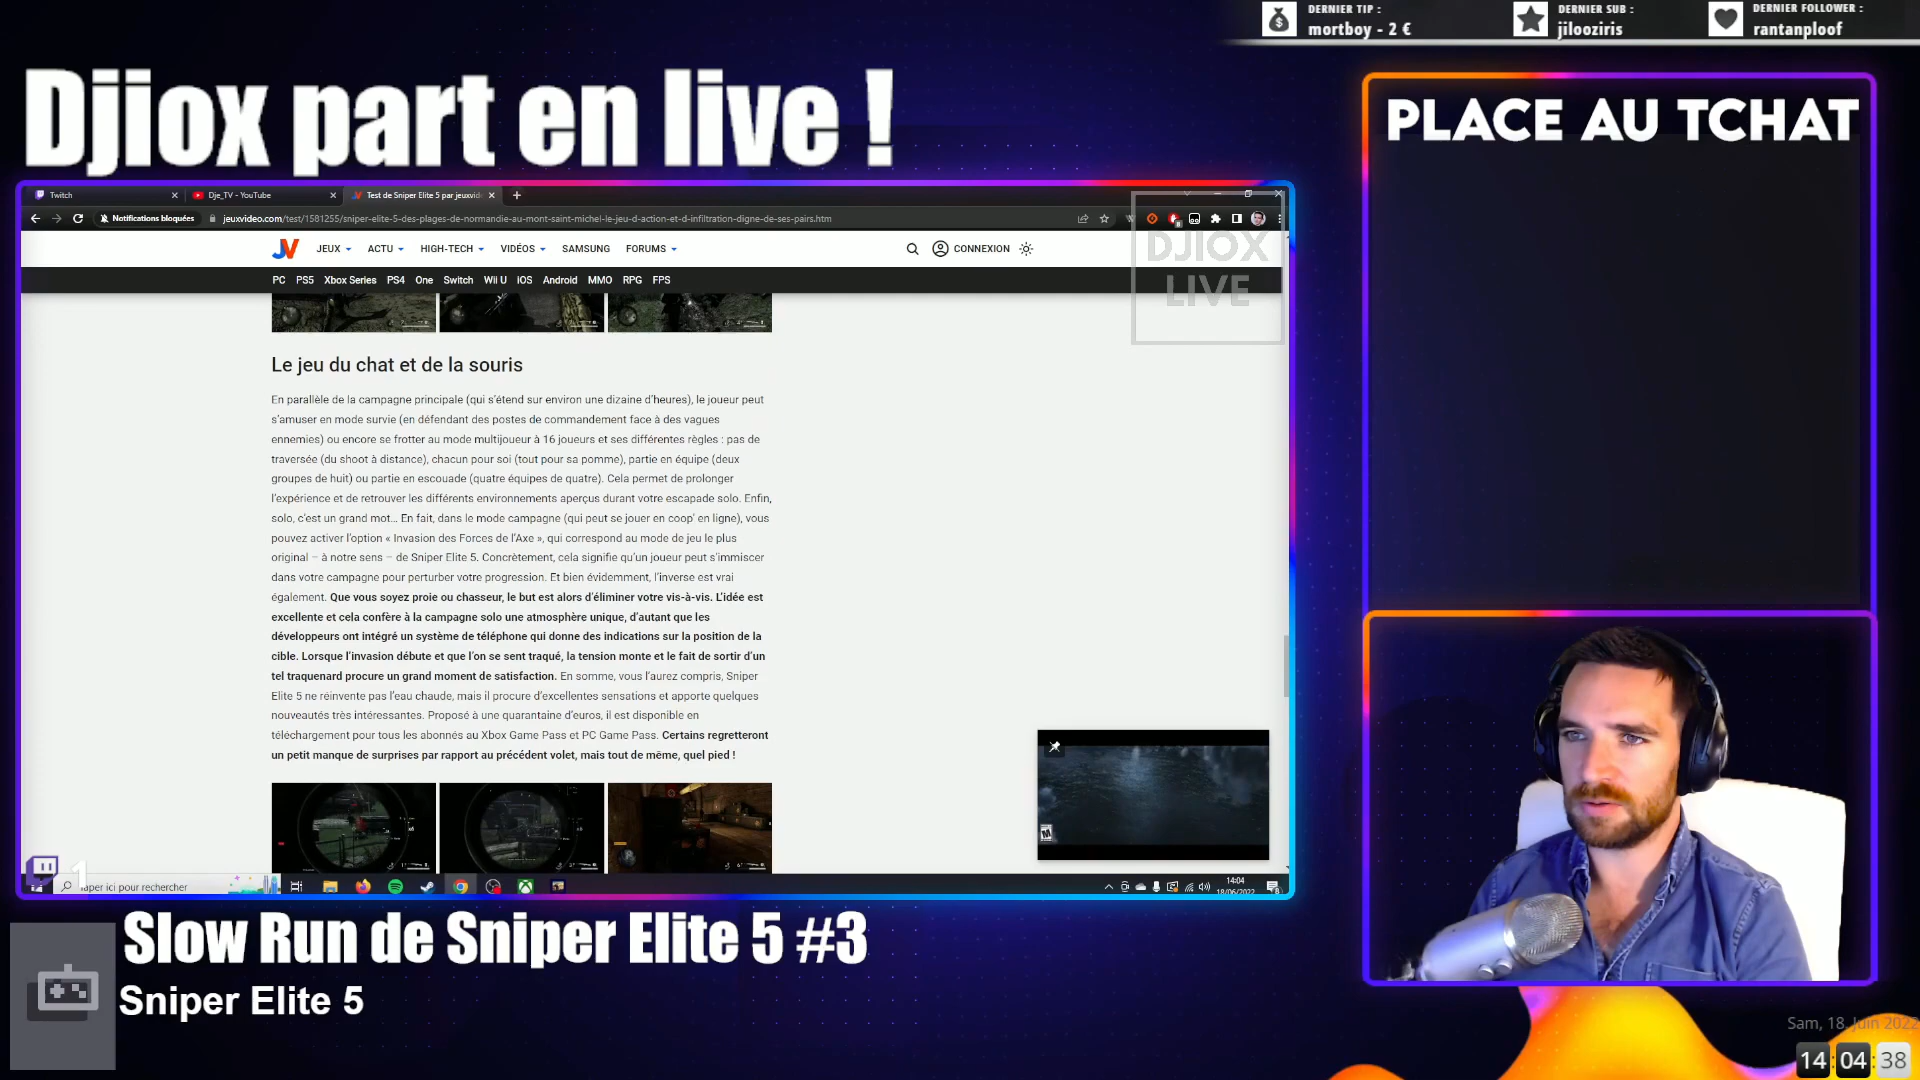 DERNIER TIP :
mortboy - 2 €
DERNIER SUB :
jilooziris
DERNIER FOLLOWER :
rantanploof
Djiox part en live !
PLACE AU TCHAT
Twitch
Dje_TV - YouTube
Test de Sniper Elite 5 par jeuxvid
Notifications bloquées
jeuxvideo.com/test/1581255/sniper-elite-5-des-plages-de-normandie-au-mont-saint-michel-le-jeu-d-action-et-d-infiltration-digne-de-ses-pairs.htm
DJIOX
LIVE
JV
JEUX
ACTU
HIGH-TECH
VIDÉOS
SAMSUNG
FORUMS
CONNEXION
PC PS5 Xbox Series PS4 One Switch Wii U iOS Android MMO RPG FPS
Le jeu du chat et de la souris
En parallèle de la campagne principale (qui s'étend sur environ une dizaine d'heures), le joueur peut
s'amuser en mode survie (en défendant des postes de commandement face à des vagues
ennemies) ou encore se frotter au mode multijoueur à 16 joueurs et ses différentes règles : pas de
traversée (du shoot à distance), chacun pour soi (tout pour sa pomme), partie en équipe (deux
groupes de huit) ou partie en escouade (quatre équipes de quatre). Cela permet de prolonger
l'expérience et de retrouver les différents environnements aperçus durant votre escapade solo. Enfin,
solo, c'est un grand mot… En fait, dans le mode campagne (qui peut se jouer en coop' en ligne), vous
pouvez activer l'option « Invasion des Forces de l'Axe », qui correspond au mode de jeu le plus
original – à notre sens – de Sniper Elite 5. Concrètement, cela signifie qu'un joueur peut s'immiscer
dans votre campagne pour perturber votre progression. Et bien évidemment, l'inverse est vrai
également. Que vous soyez proie ou chasseur, le but est alors d'éliminer votre vis-à-vis. L'idée est
excellente et cela confère à la campagne solo une atmosphère unique, d'autant que les
développeurs ont intégré un système de téléphone qui donne des indications sur la position de la
cible. Lorsque l'invasion débute et que l'on se sent traqué, la tension monte et le fait de sortir d'un
tel traquenard procure un grand moment de satisfaction. En somme, vous l'aurez compris, Sniper
Elite 5 ne réinvente pas l'eau chaude, mais il procure d'excellentes sensations et apporte quelques
nouveautés très intéressantes. Proposé à une quarantaine d'euros, il est disponible en
téléchargement pour tous les abonnés au Xbox Game Pass et PC Game Pass. Certains regretteront
un petit manque de surprises par rapport au précédent volet, mais tout de même, quel pied !
M
1
aper ici pour rechercher
14:04
18/06/2022
Slow Run de Sniper Elite 5 #3
Sniper Elite 5
Sam, 18. Juin 2022
14:04:38